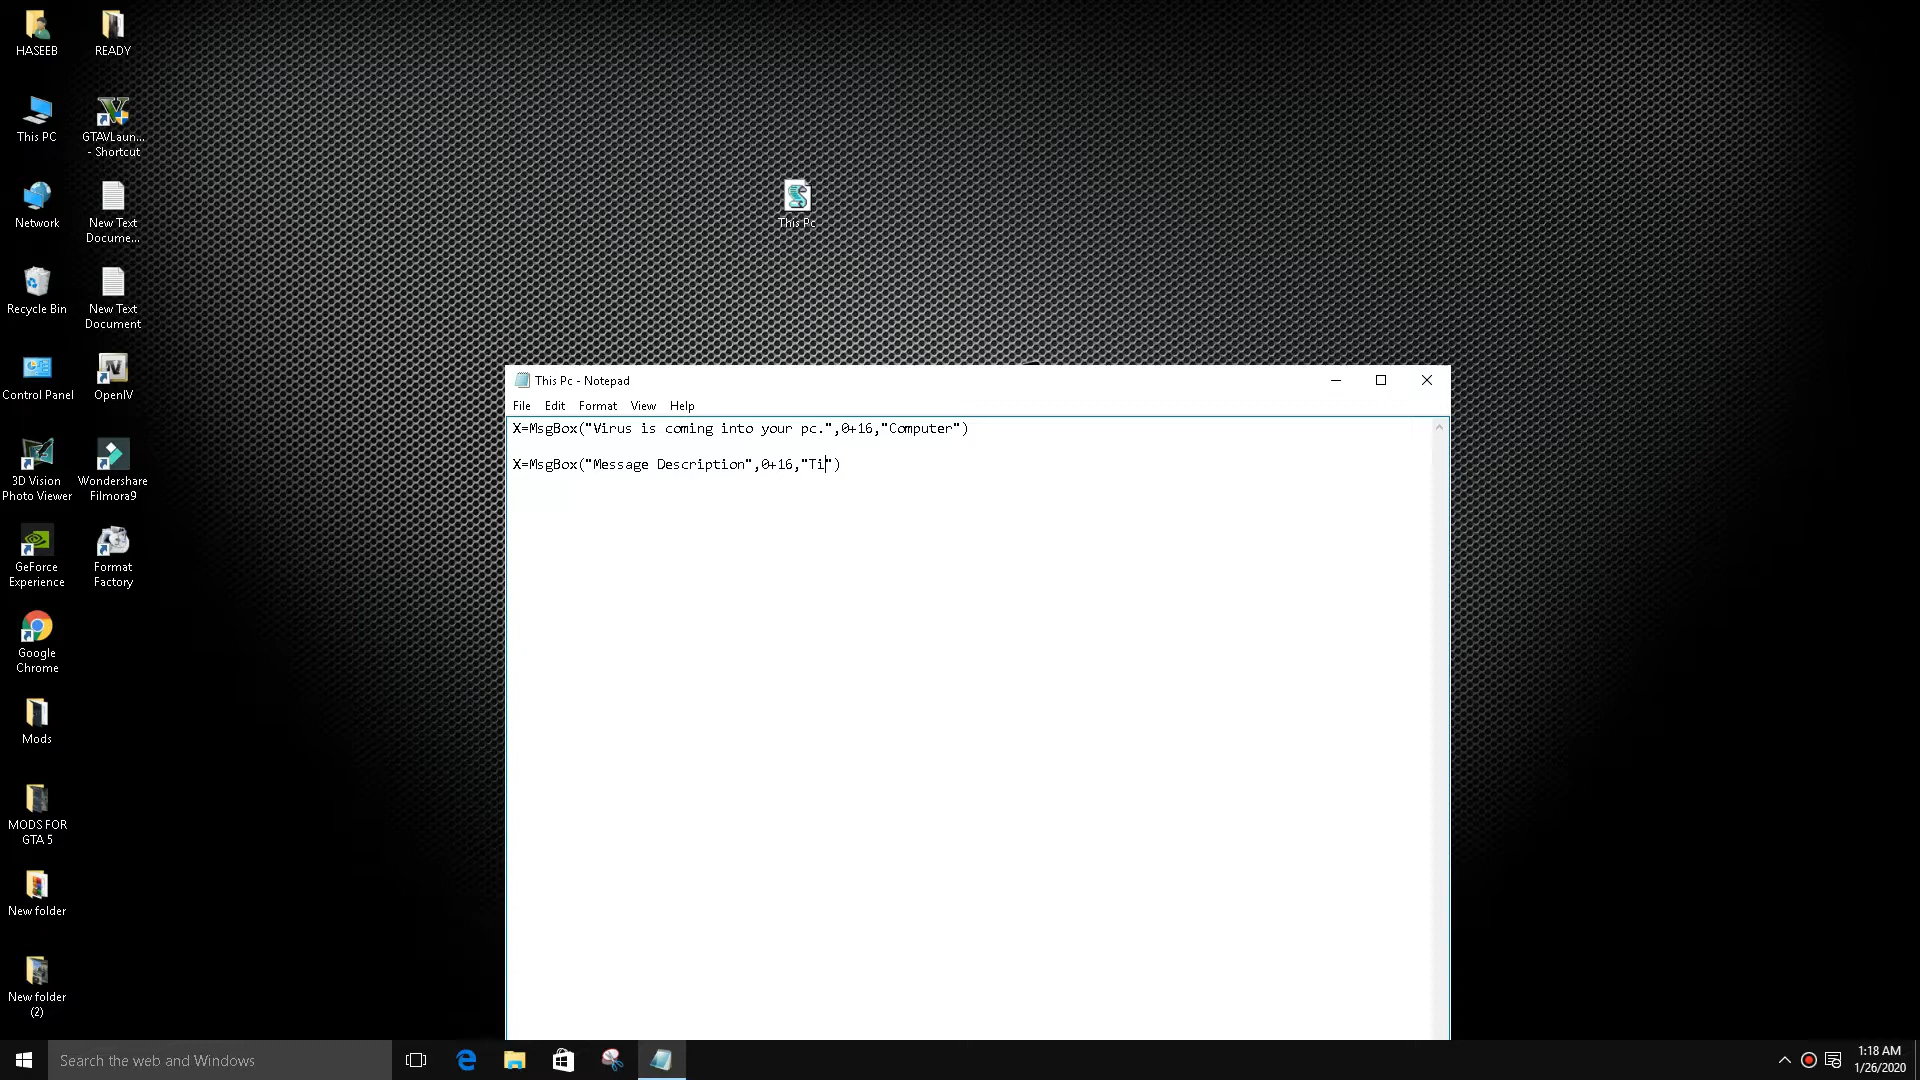 HASEEB
READY
This PC
GTAVLaun...
- Shortcut
Network
New Text
Docume...
This Pc
Recycle Bin
New Text
Document
Control Panel
OpenIV
3D Vision
Photo Viewer
Wondershare
Filmora9
GeForce
Experience
Format
Factory
Google
Chrome
Mods
MODS FOR
GTA 5
New folder
New folder
(2)
This Pc - Notepad
File Edit Format View Help
X=MsgBox("Virus is coming into your pc.",0+16,"Computer")
X=MsgBox("Message Description",0+16,"Ti")
Search the web and Windows
1:18 AM
1/26/2020